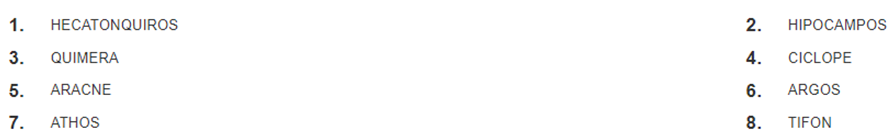 1. HECATONQUIROS
2. HIPOCAMPOS
3. QUIMERA
4. CICLOPE
5. ARACNE
6. ARGOS
7. ATHOS
8. TIFON